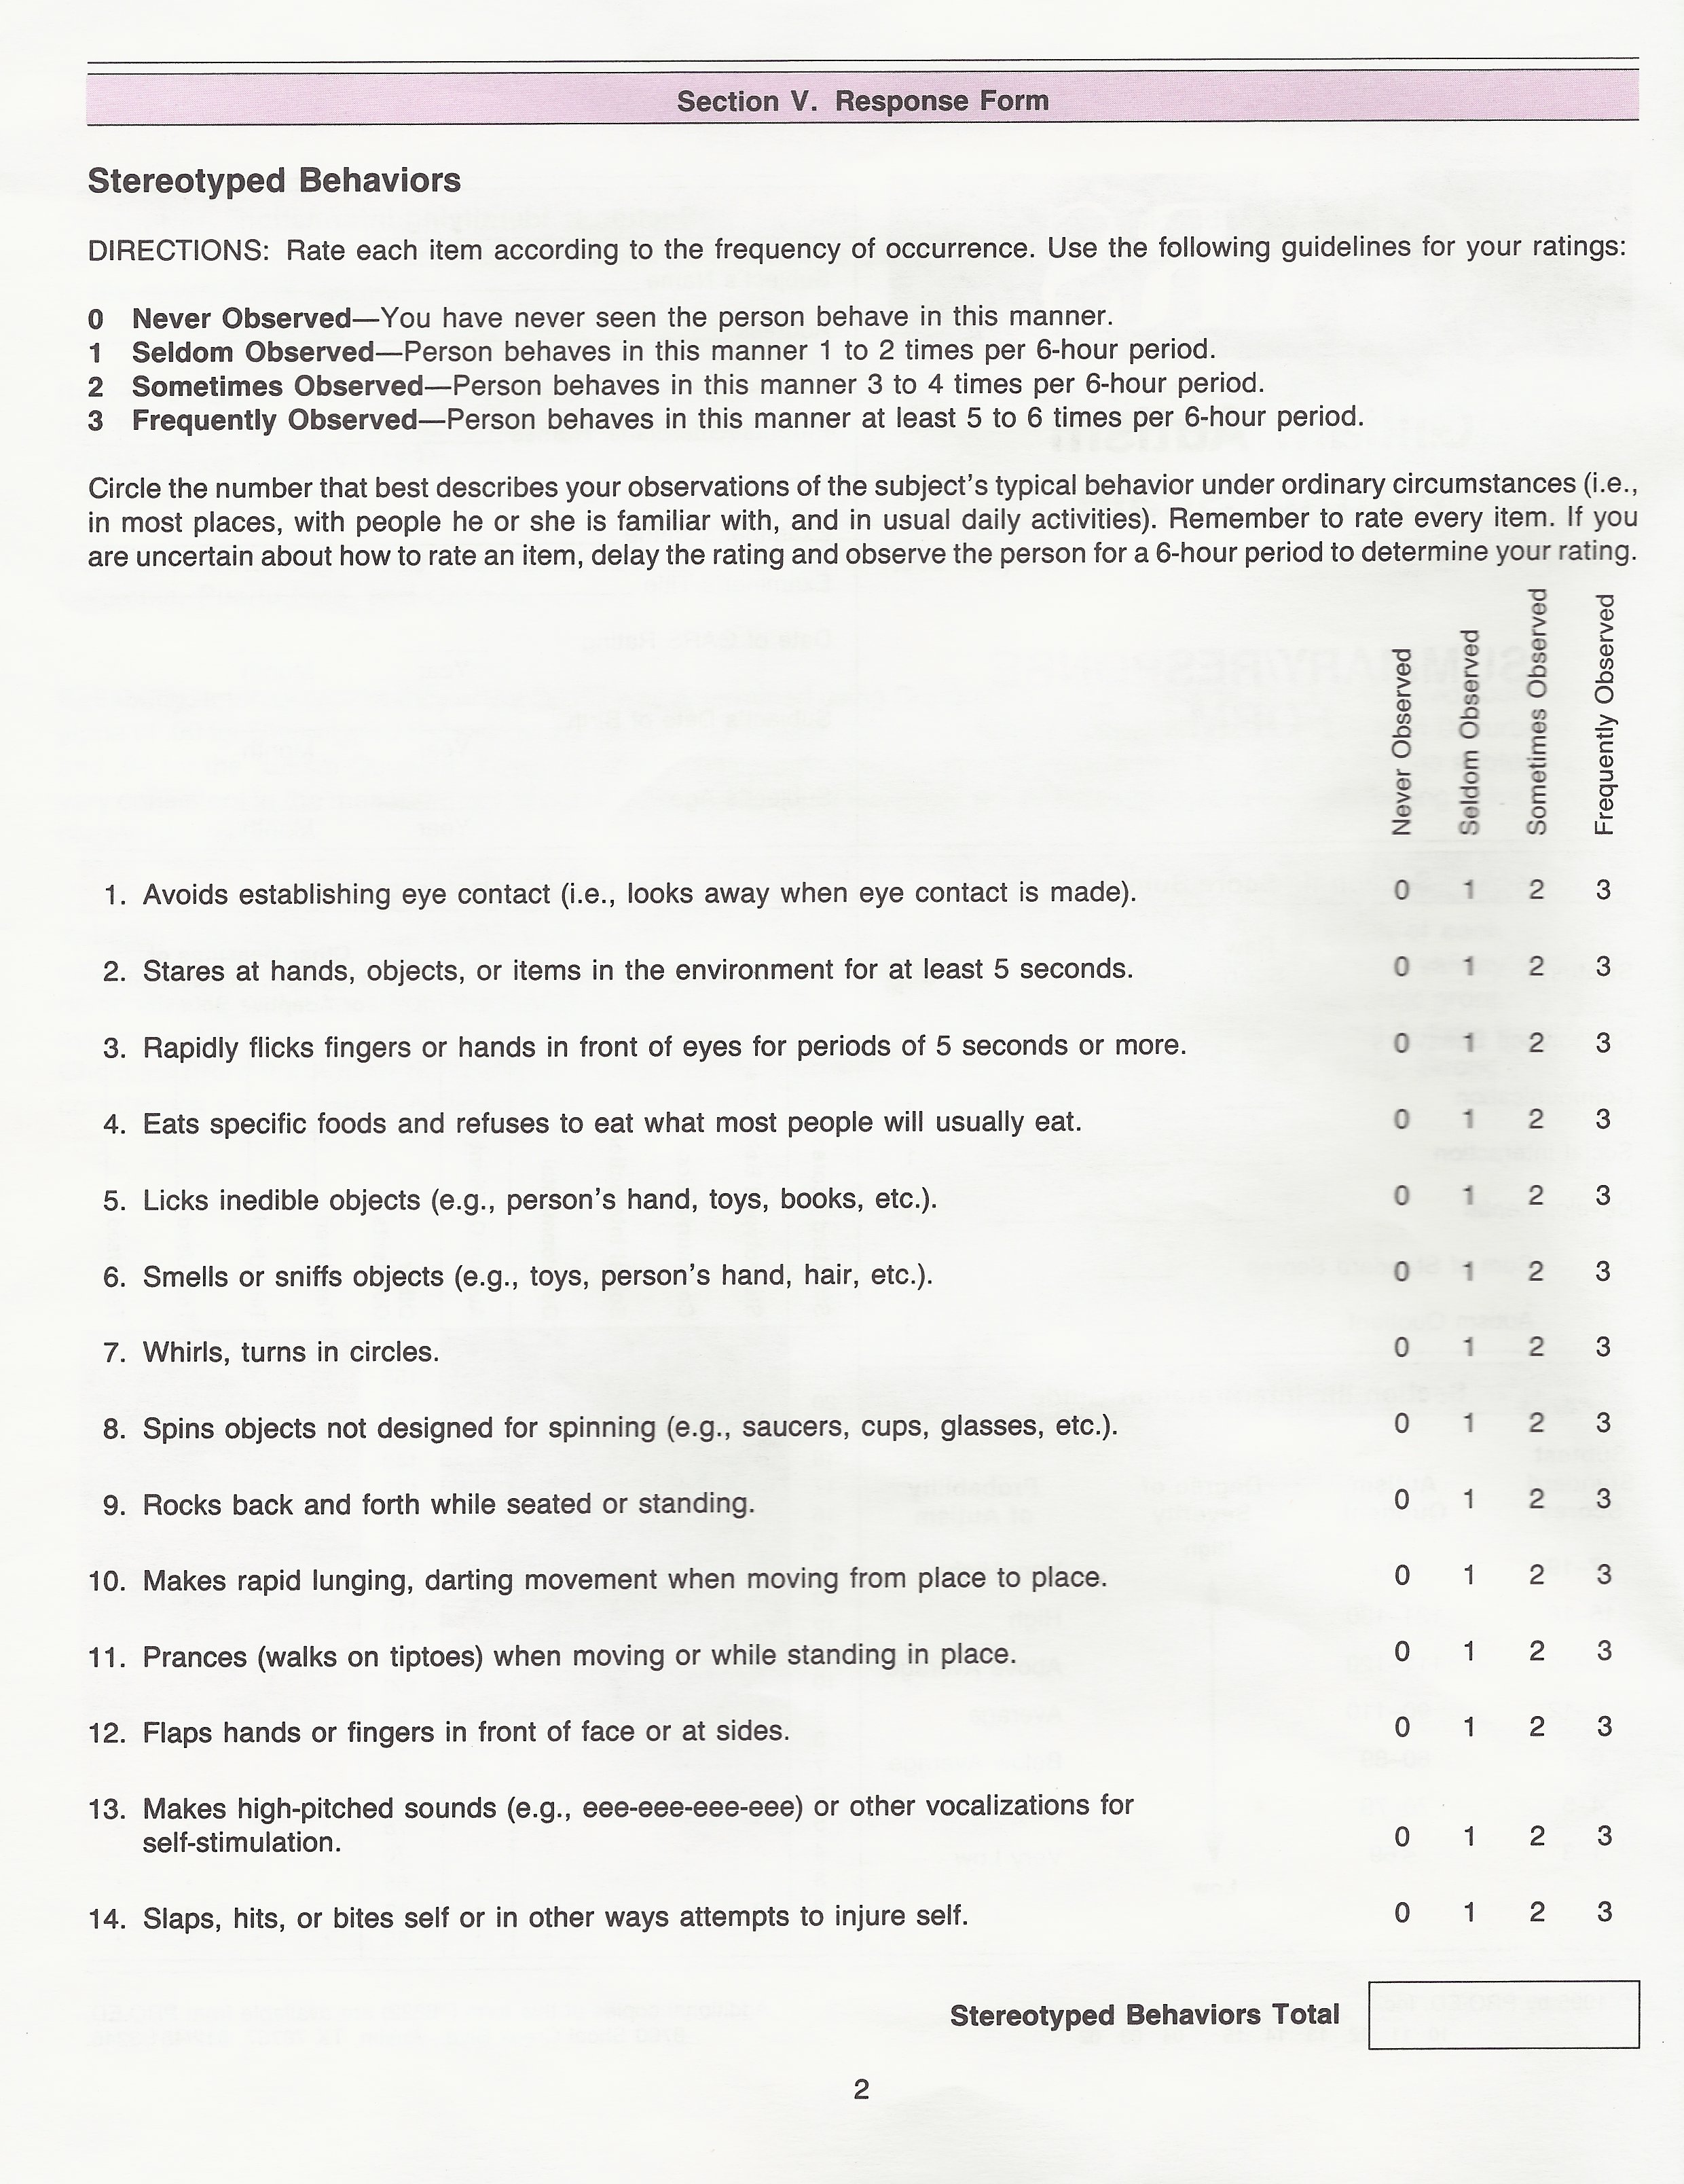 Section V. Response Form
Stereotyped Behaviors
DIRECTIONS: Rate each item according to the frequency of occurrence. Use the following guidelines for your ratings:
0 Never Observed—You have never seen the person behave in this manner.
1 Seldom Observed—Person behaves in this manner 1 to 2 times per 6-hour period.
2 Sometimes Observed—Person behaves in this manner 3 to 4 times per 6-hour period.
3 Frequently Observed—Person behaves in this manner at least 5 to 6 times per 6-hour period.
Circle the number that best describes your observations of the subject's typical behavior under ordinary circumstances (i.e.,
in most places, with people he or she is familiar with, and in usual daily activities). Remember to rate every item. If you
are uncertain about how to rate an item, delay the rating and observe the person for a 6-hour period to determine your rating.
Never Observed
Seldom Observed
Sometimes Observed
Frequently Observed
1. Avoids establishing eye contact (i.e., looks away when eye contact is made). 0 1 2 3
2. Stares at hands, objects, or items in the environment for at least 5 seconds. 0 1 2 3
3. Rapidly flicks fingers or hands in front of eyes for periods of 5 seconds or more. 0 1 2 3
4. Eats specific foods and refuses to eat what most people will usually eat. 0 1 2 3
5. Licks inedible objects (e.g., person's hand, toys, books, etc.). 0 1 2 3
6. Smells or sniffs objects (e.g., toys, person's hand, hair, etc.). 0 1 2 3
7. Whirls, turns in circles. 0 1 2 3
8. Spins objects not designed for spinning (e.g., saucers, cups, glasses, etc.). 0 1 2 3
9. Rocks back and forth while seated or standing. 0 1 2 3
10. Makes rapid lunging, darting movement when moving from place to place. 0 1 2 3
11. Prances (walks on tiptoes) when moving or while standing in place. 0 1 2 3
12. Flaps hands or fingers in front of face or at sides. 0 1 2 3
13. Makes high-pitched sounds (e.g., eee-eee-eee-eee) or other vocalizations for
self-stimulation. 0 1 2 3
14. Slaps, hits, or bites self or in other ways attempts to injure self. 0 1 2 3
Stereotyped Behaviors Total
2